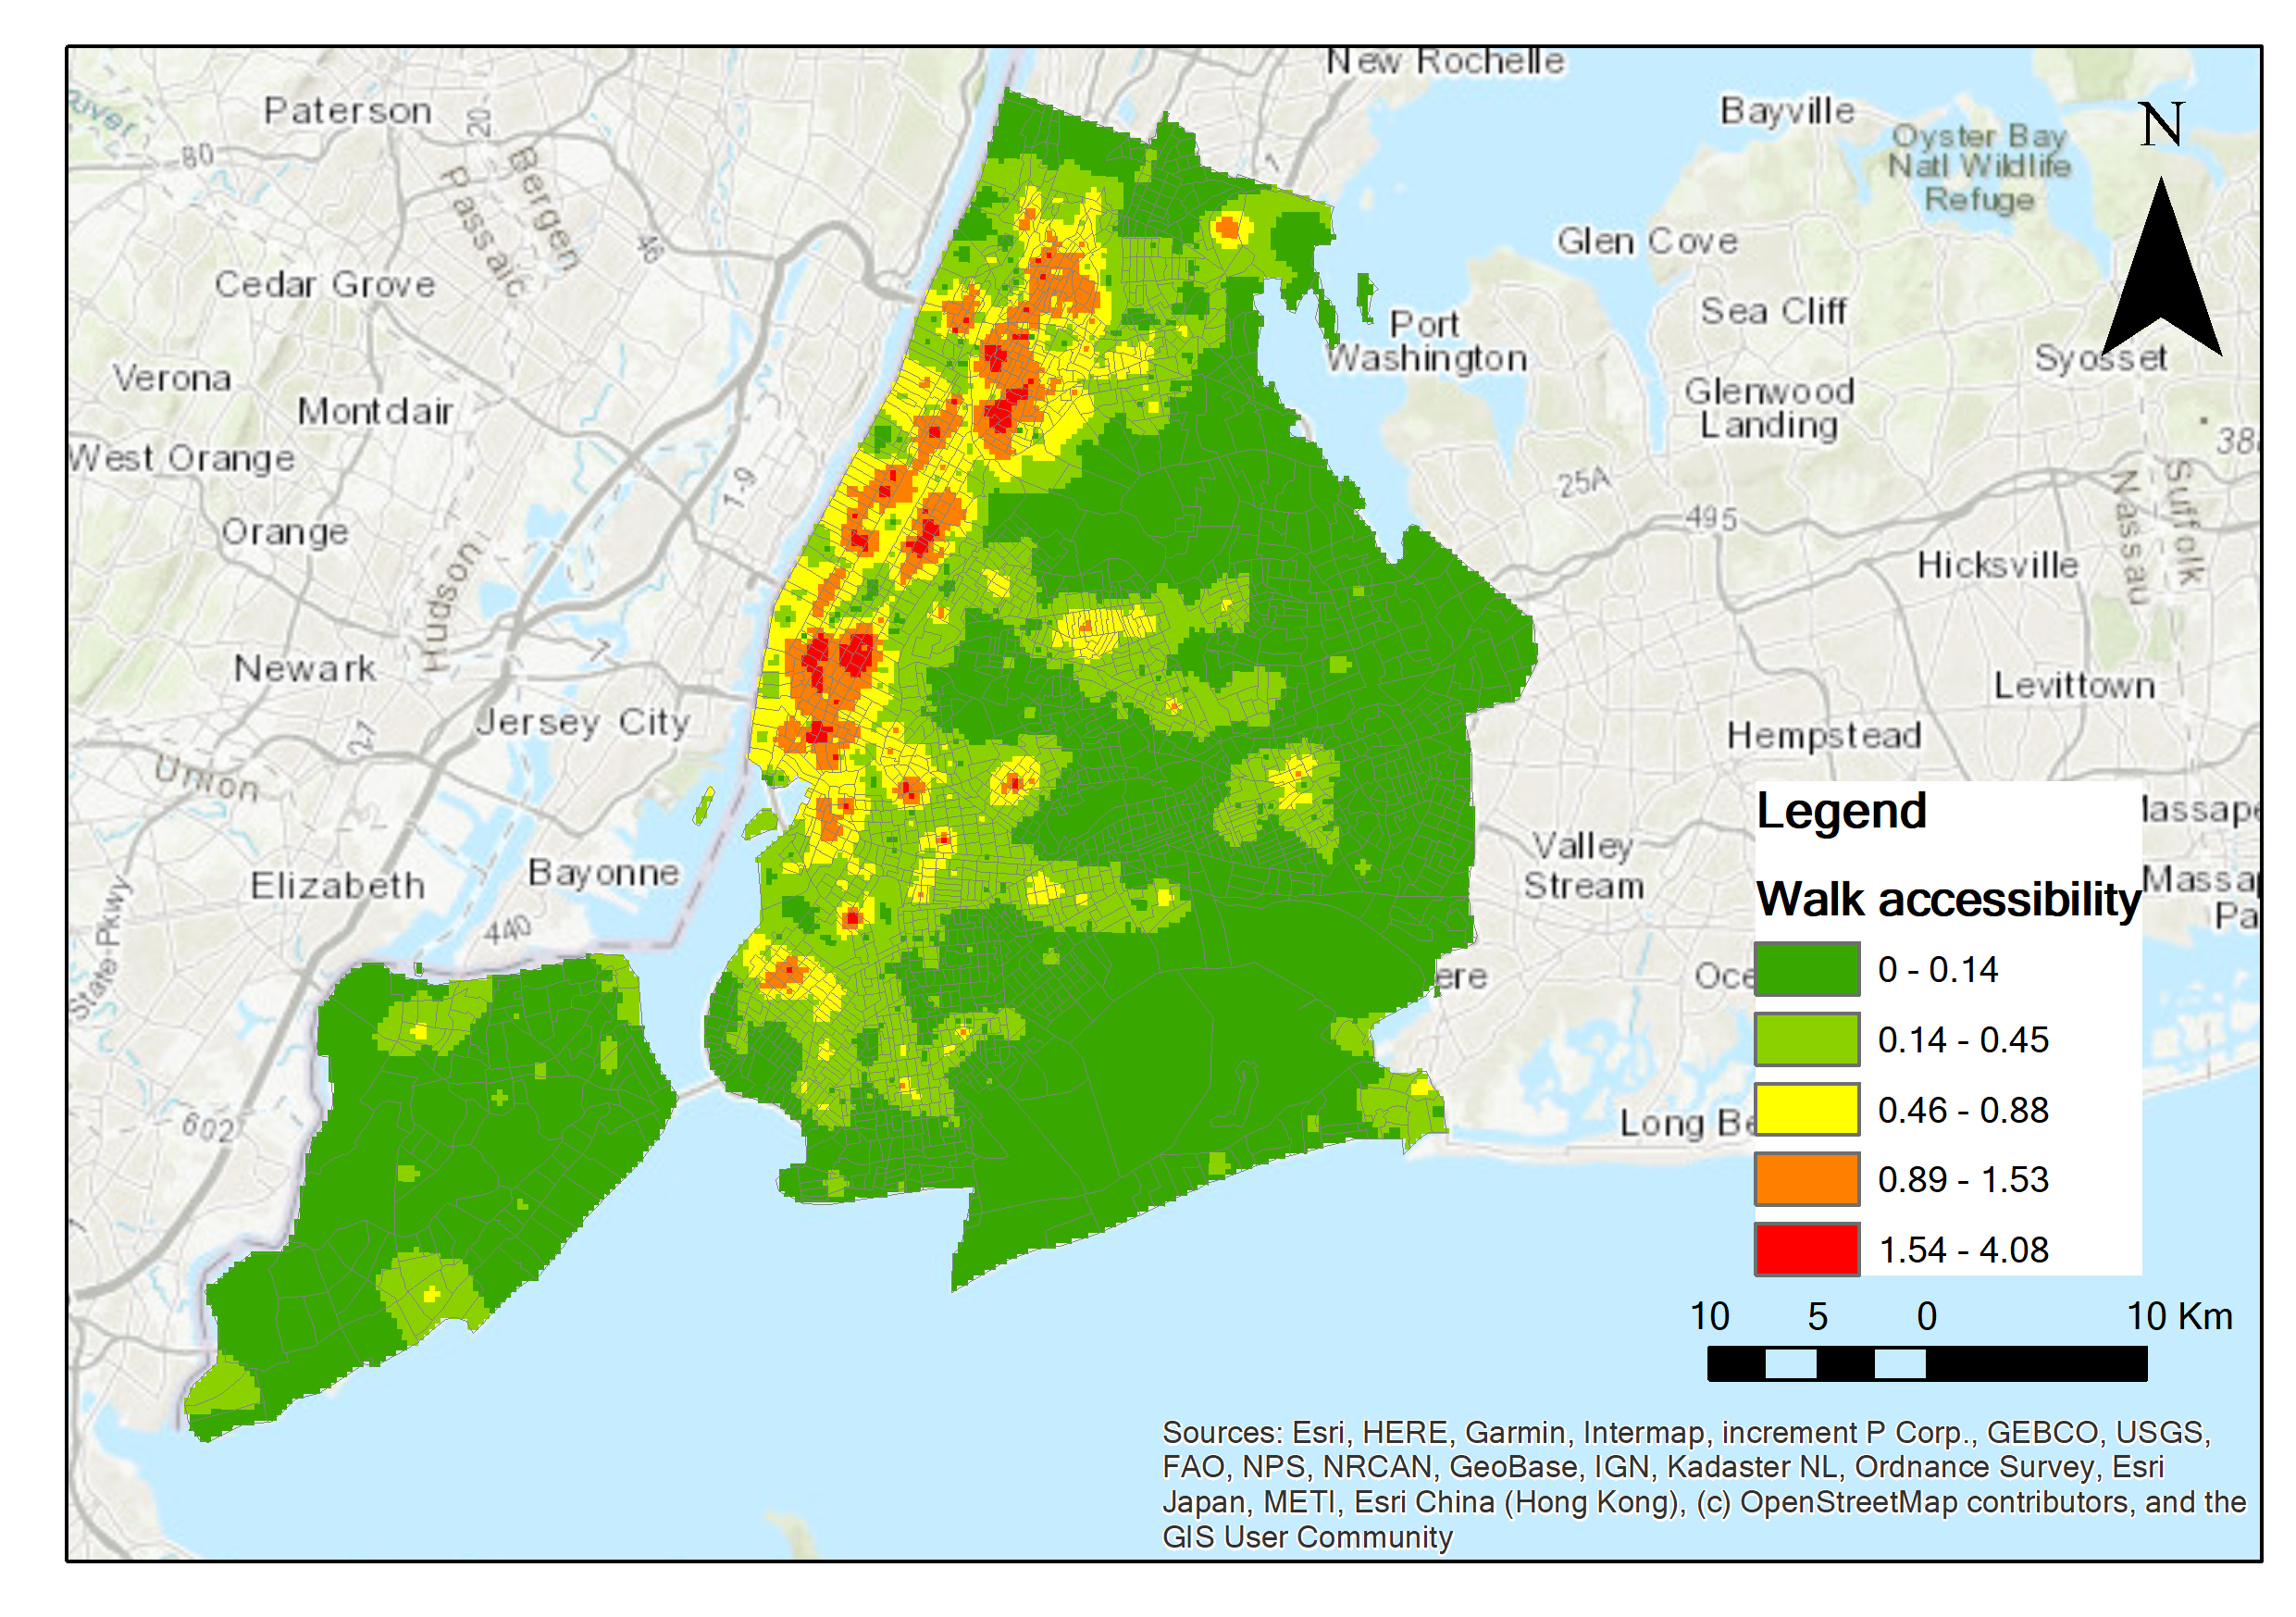 New Rochelle
Paterson
20
Bayville
N
River
80
Bergen
Passaic
1
Oyster Bay
Natl Wildlife
Refuge
46
Glen Cove
Cedar Grove
Sea Cliff
Port
Washington
Syosset
Verona
Montclair
Glenwood
Landing
West Orange
38
1-9
25A
Suffolk
Nassau
495
Orange
Hudson
Hicksville
Newark
Levittown
Jersey City
27
Hempstead
Union
Legend
Massape
Valley
Stream
Elizabeth
Bayonne
Walk accessibility
Massap
Pa
State Pkwy
440
ere
Oce
0 - 0.14
0.14 - 0.45
602
Long Be
0.46 - 0.88
0.89 - 1.53
1.54 - 4.08
10 5 0 10 Km
Sources: Esri, HERE, Garmin, Intermap, increment P Corp., GEBCO, USGS,
FAO, NPS, NRCAN, GeoBase, IGN, Kadaster NL, Ordnance Survey, Esri
Japan, METI, Esri China (Hong Kong), (c) OpenStreetMap contributors, and the
GIS User Community